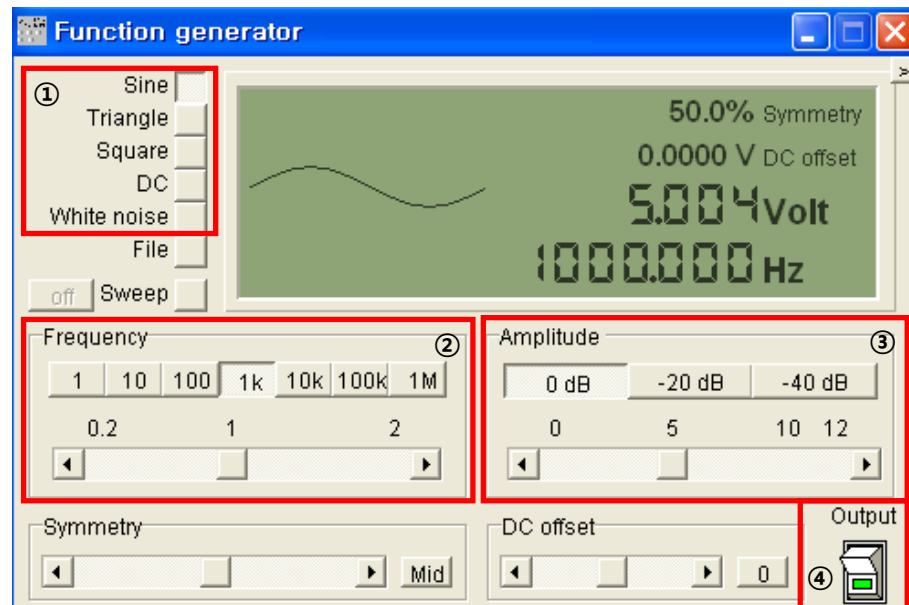 Function generator
①
Sine
Triangle
Square
DC
White noise
File
off Sweep
50.0% Symmetry
0.0000 V DC offset
5.004 Volt
1000.000 Hz
>
Frequency
②
1 10 100 1k 10k 100k 1M
0.2 1 2
Amplitude
③
0 dB -20 dB -40 dB
0 5 10 12
Symmetry
Mid
DC offset
0
Output
④